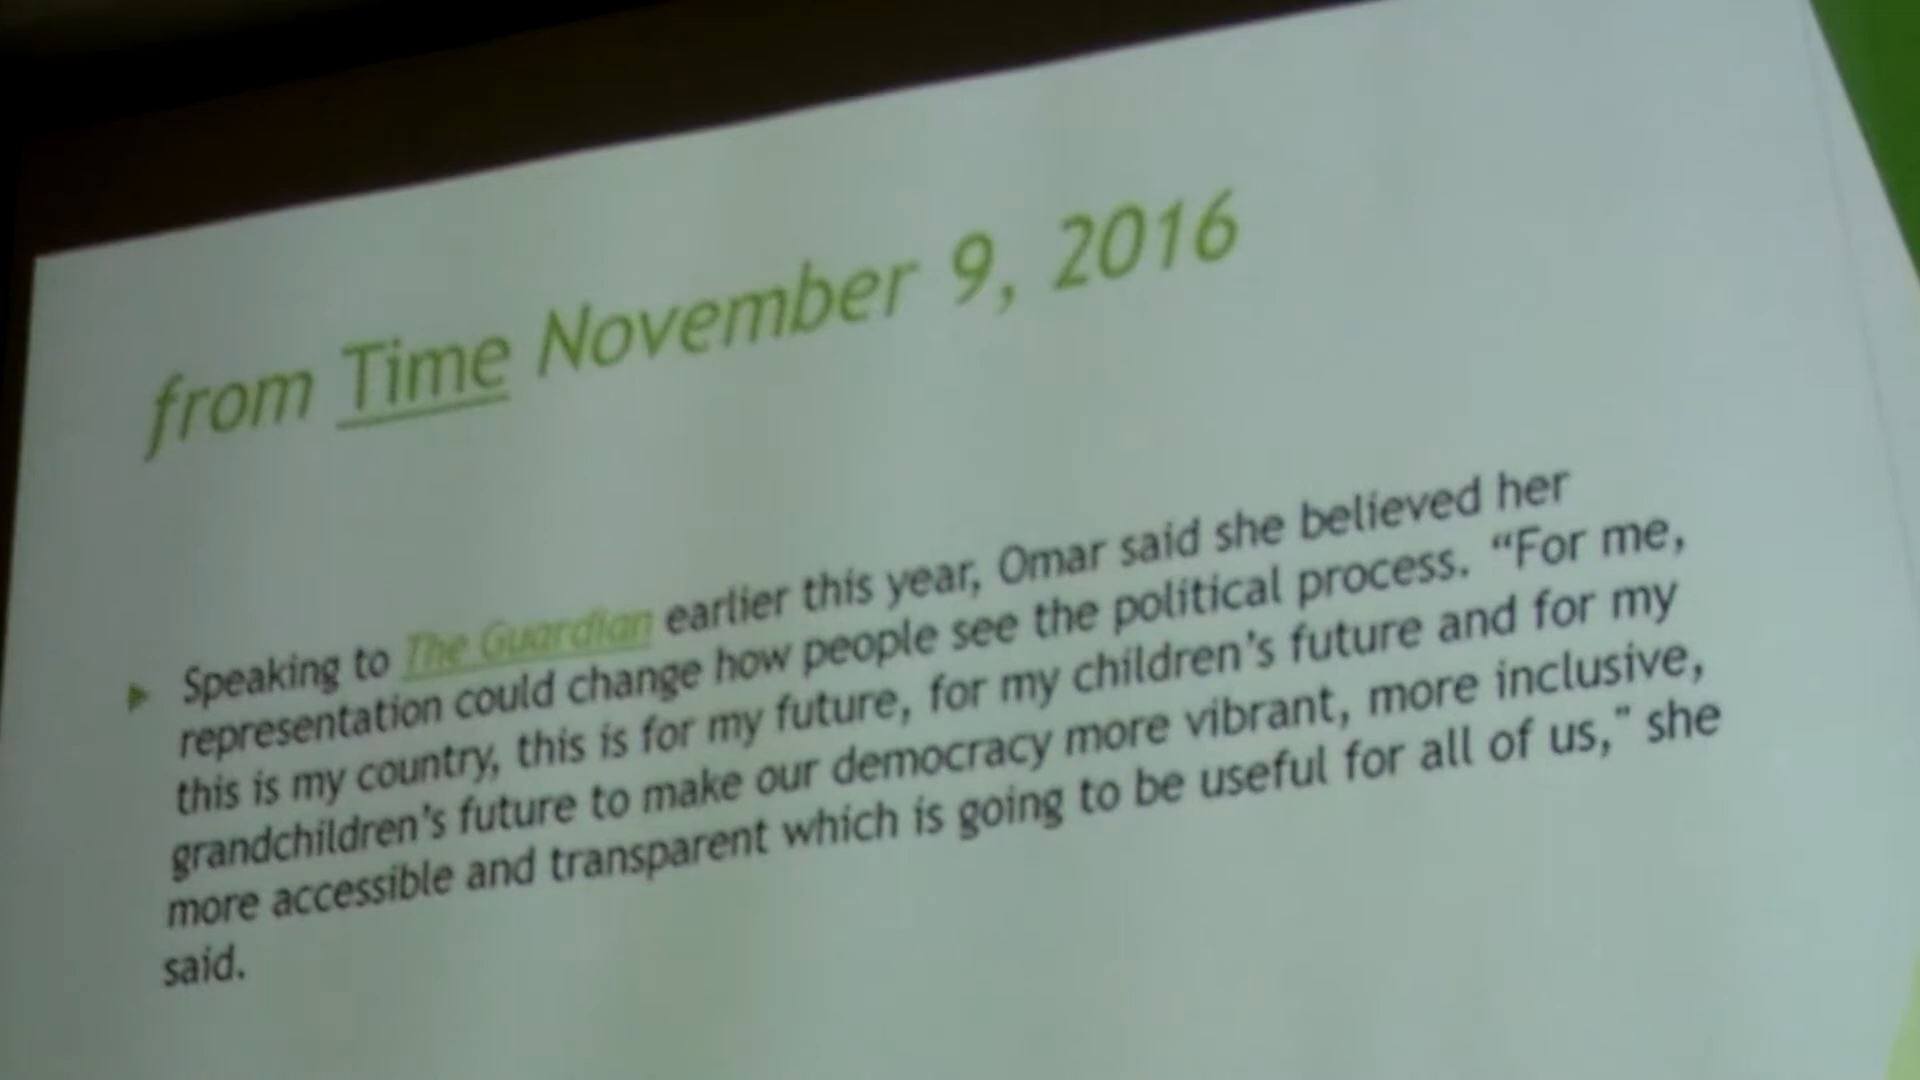 from Time November 9, 2016
Speaking to The Guardian earlier this year, Omar said she believed her
representation could change how people see the political process. “For me,
this is my country, this is for my future, for my children’s future and for my
grandchildren’s future to make our democracy more vibrant, more inclusive,
more accessible and transparent which is going to be useful for all of us," she
said.